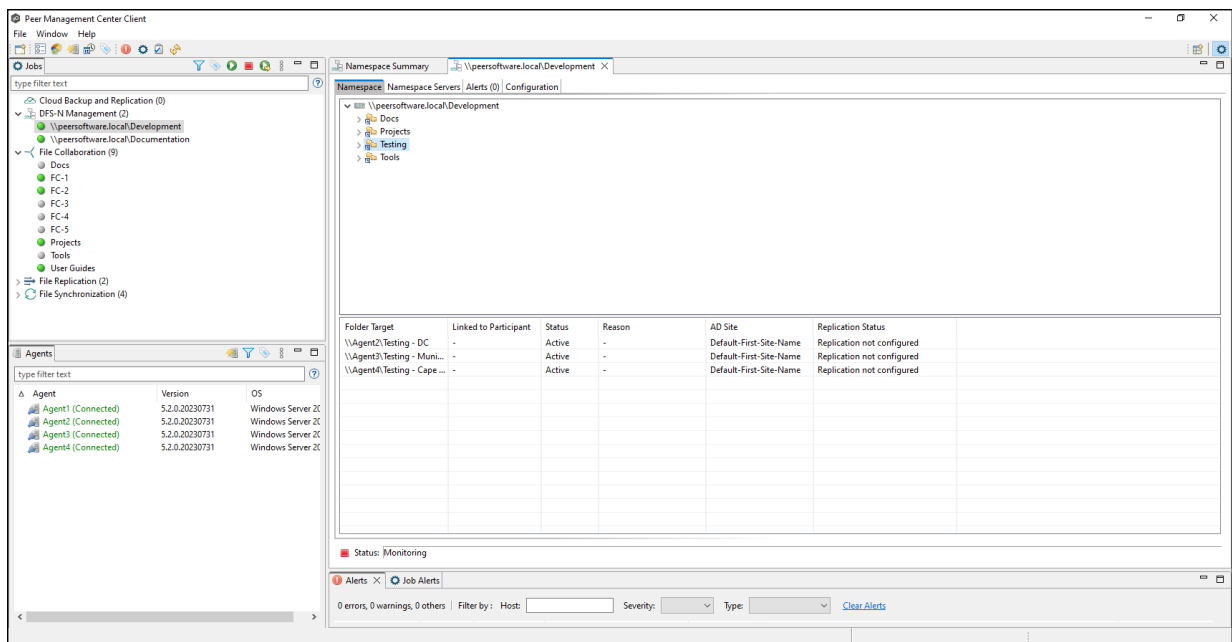 Peer Management Center Client
File Window Help
Jobs
type filter text
Cloud Backup and Replication (0)
DFS-N Management (2)
\\peersoftware.local\Development
\\peersoftware.local\Documentation
File Collaboration (9)
Docs
FC-1
FC-2
FC-3
FC-4
FC-5
Projects
Tools
User Guides
File Replication (2)
File Synchronization (4)
Agents
type filter text
Agent Version OS
Agent1 (Connected) 5.2.0.20230731 Windows Server 20
Agent2 (Connected) 5.2.0.20230731 Windows Server 20
Agent3 (Connected) 5.2.0.20230731 Windows Server 20
Agent4 (Connected) 5.2.0.20230731 Windows Server 20
Namespace Summary \\peersoftware.local\Development
Namespace Namespace Servers Alerts (0) Configuration
\\peersoftware.local\Development
Docs
Projects
Testing
Tools
Folder Target Linked to Participant Status Reason AD Site Replication Status
\\Agent2\Testing - DC - Active - Default-First-Site-Name Replication not configured
\\Agent3\Testing - Muni... - Active - Default-First-Site-Name Replication not configured
\\Agent4\Testing - Cape ... - Active - Default-First-Site-Name Replication not configured
Status: Monitoring
Alerts Job Alerts
0 errors, 0 warnings, 0 others Filter by : Host: Severity: Type: Clear Alerts